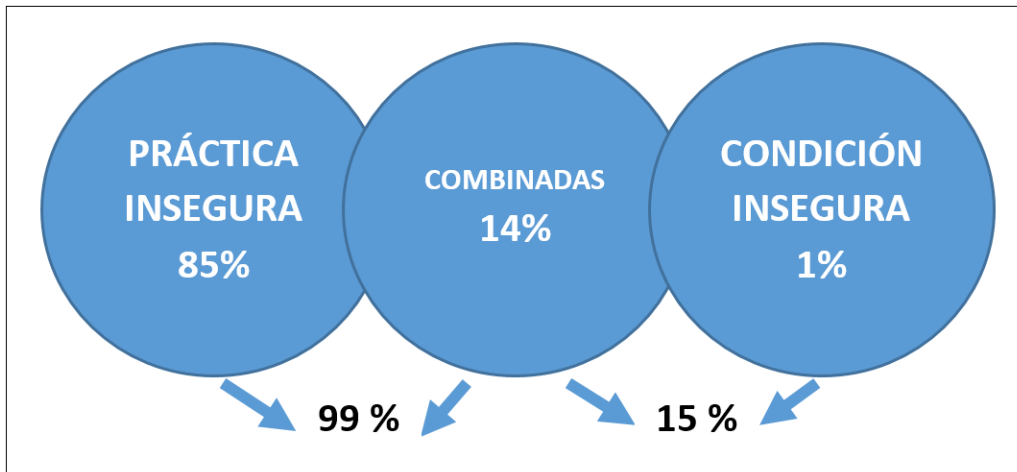 PRÁCTICA
INSEGURA
85%
COMBINADAS
14%
CONDICIÓN
INSEGURA
1%
99 %
15 %